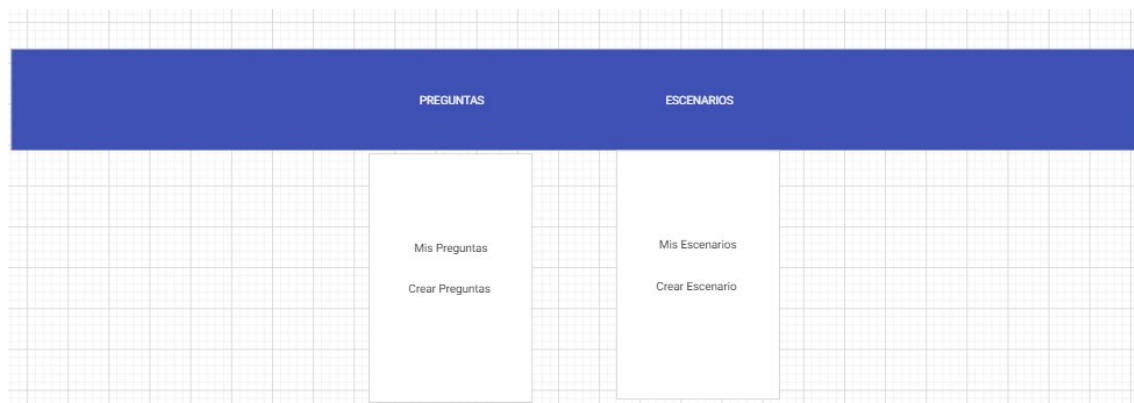 PREGUNTAS
ESCENARIOS
Mis Preguntas
Crear Preguntas
Mis Escenarios
Crear Escenario